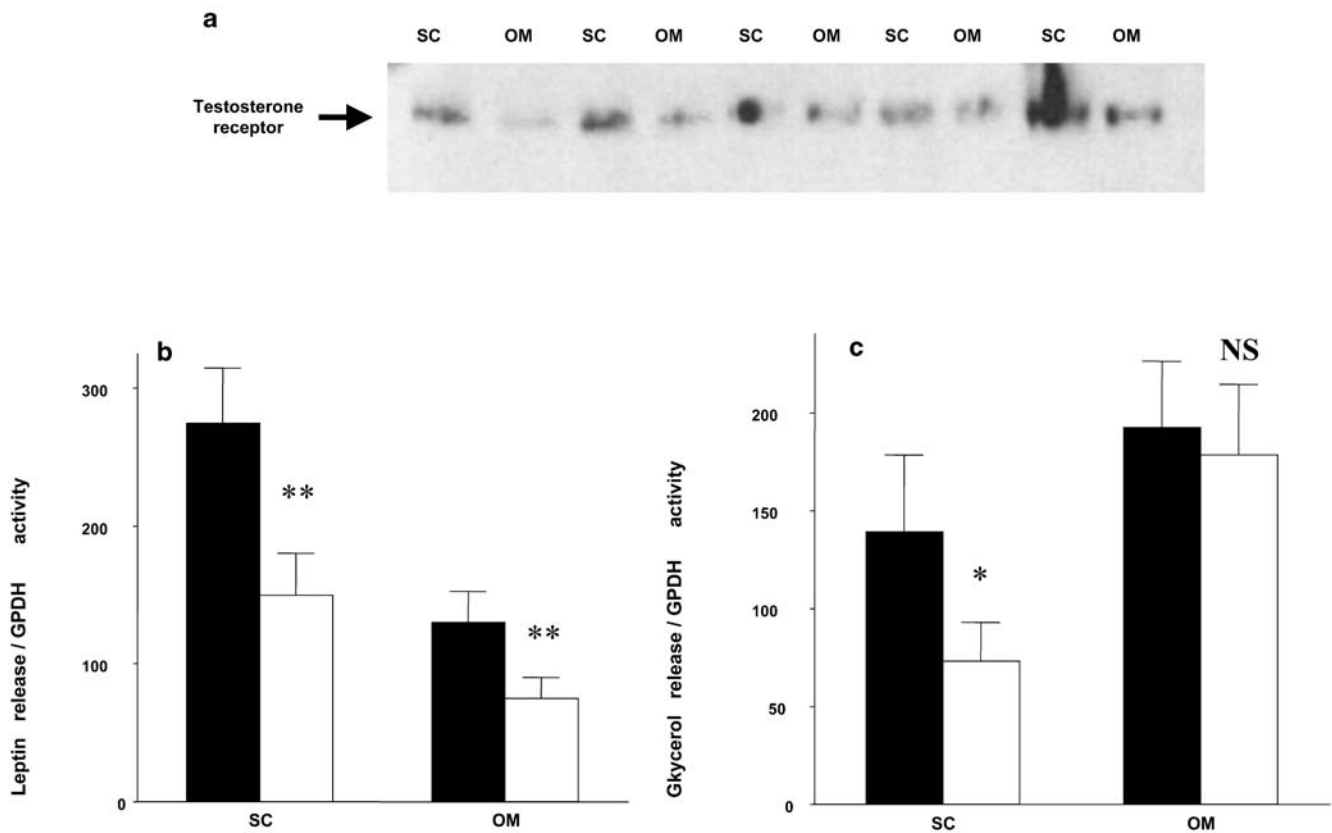 a
SC OM SC OM SC OM SC OM SC OM
Testosterone
receptor
b
300
200
100
0
Leptin release / GPDH activity
**
**
SC OM
c
NS
200
150
100
50
0
Gkycerol release / GPDH activity
*
SC OM